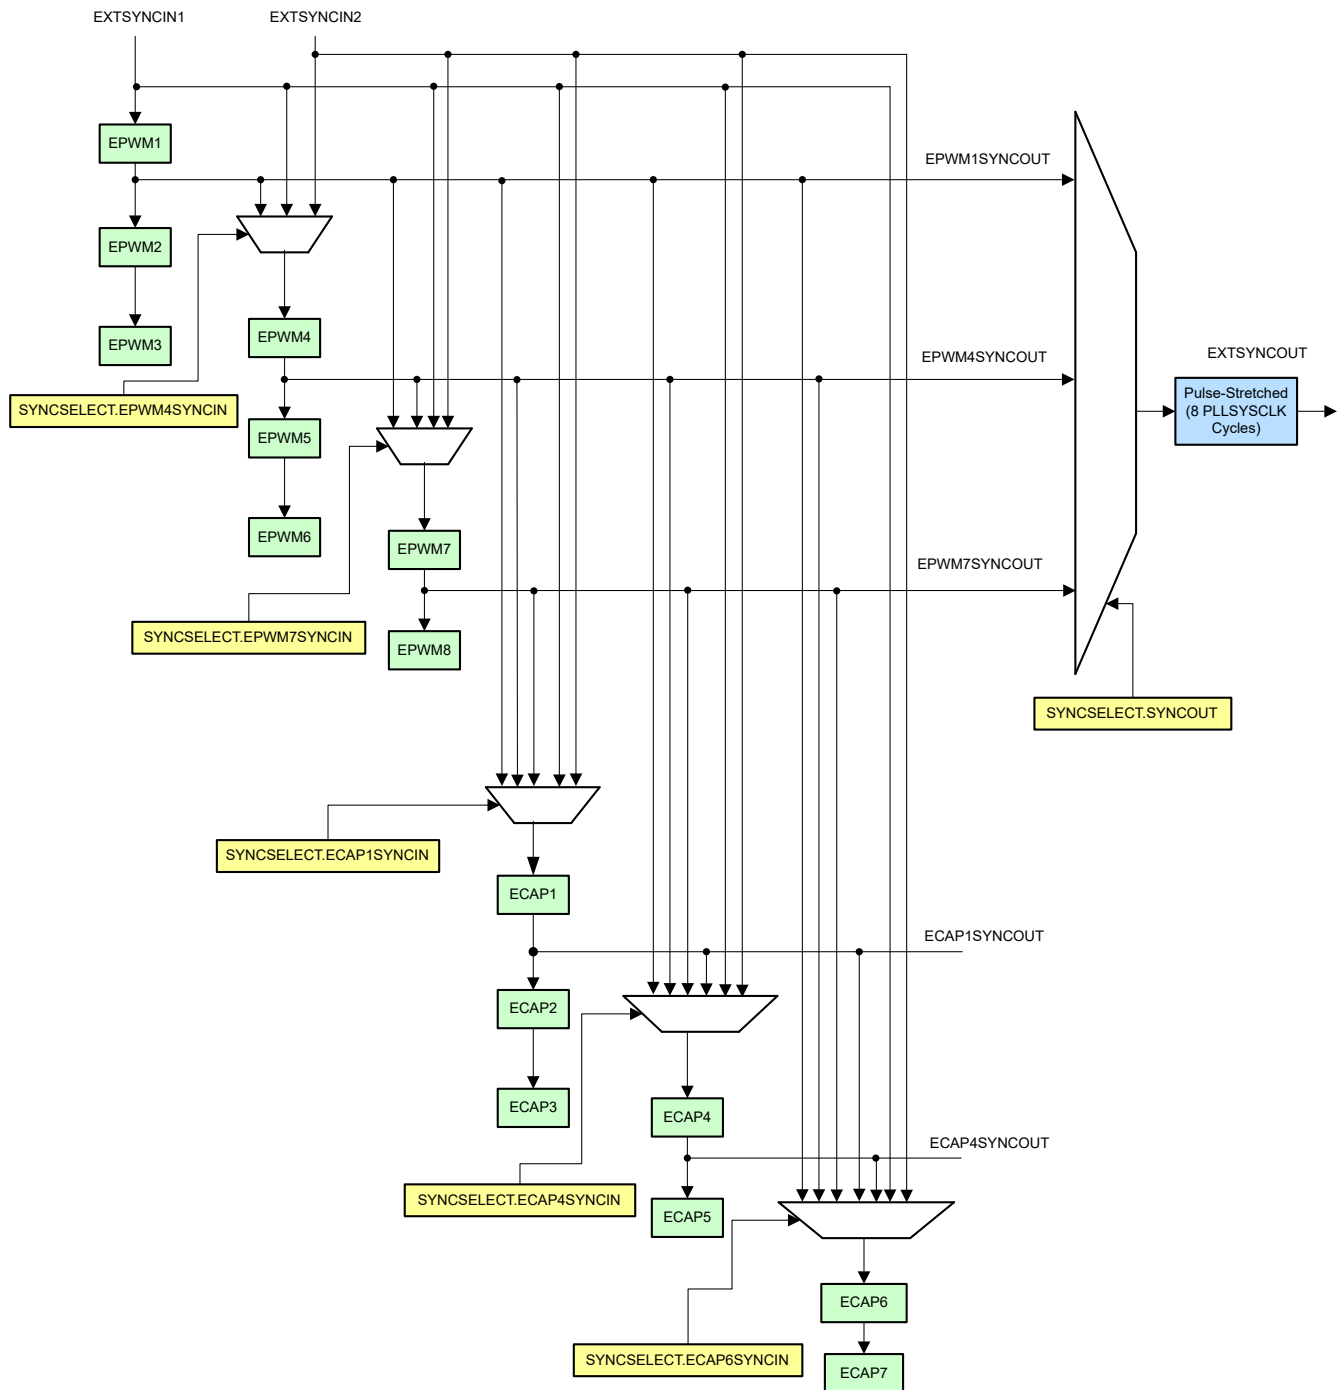 EXTSYNCIN1
EXTSYNCIN2
EPWM1
EPWM1SYNCOUT
EPWM2
EPWM3
EPWM4
EPWM4SYNCOUT
EXTSYNCOUT
SYNCSELECT.EPWM4SYNCIN
Pulse-Stretched
(8 PLLSYSCLK
Cycles)
EPWM5
EPWM6
EPWM7
EPWM7SYNCOUT
SYNCSELECT.EPWM7SYNCIN
EPWM8
SYNCSELECT.SYNCOUT
SYNCSELECT.ECAP1SYNCIN
ECAP1
ECAP1SYNCOUT
ECAP2
ECAP3
ECAP4
ECAP4SYNCOUT
SYNCSELECT.ECAP4SYNCIN
ECAP5
ECAP6
SYNCSELECT.ECAP6SYNCIN
ECAP7